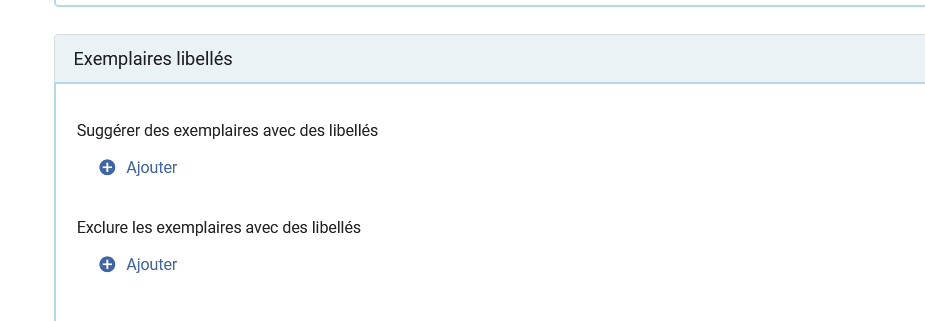 Exemplaires libellés
Suggérer des exemplaires avec des libellés
Ajouter
Exclure les exemplaires avec des libellés
Ajouter